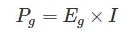 P_g = E_g × I